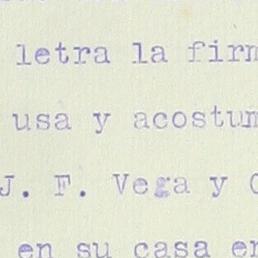 letra la firm
usa y acostum
J. F. Vega y
en su casa en